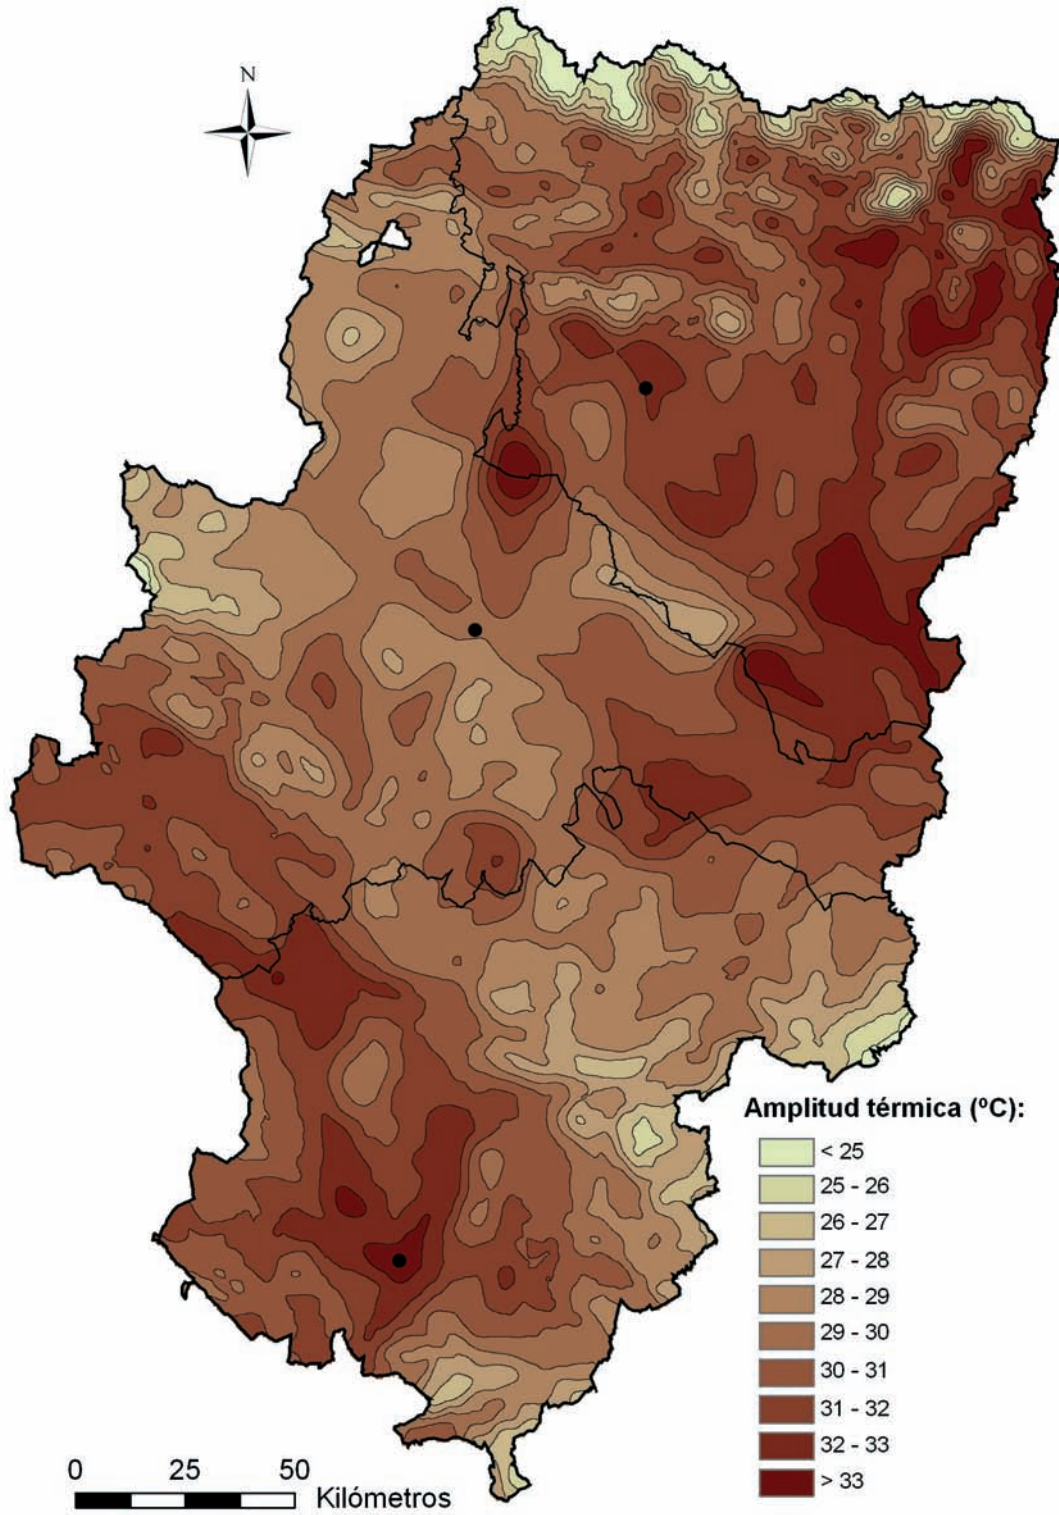 N
Amplitud térmica (ºC):
< 25
25 - 26
26 - 27
27 - 28
28 - 29
29 - 30
30 - 31
31 - 32
32 - 33
> 33
0 25 50
Kilómetros